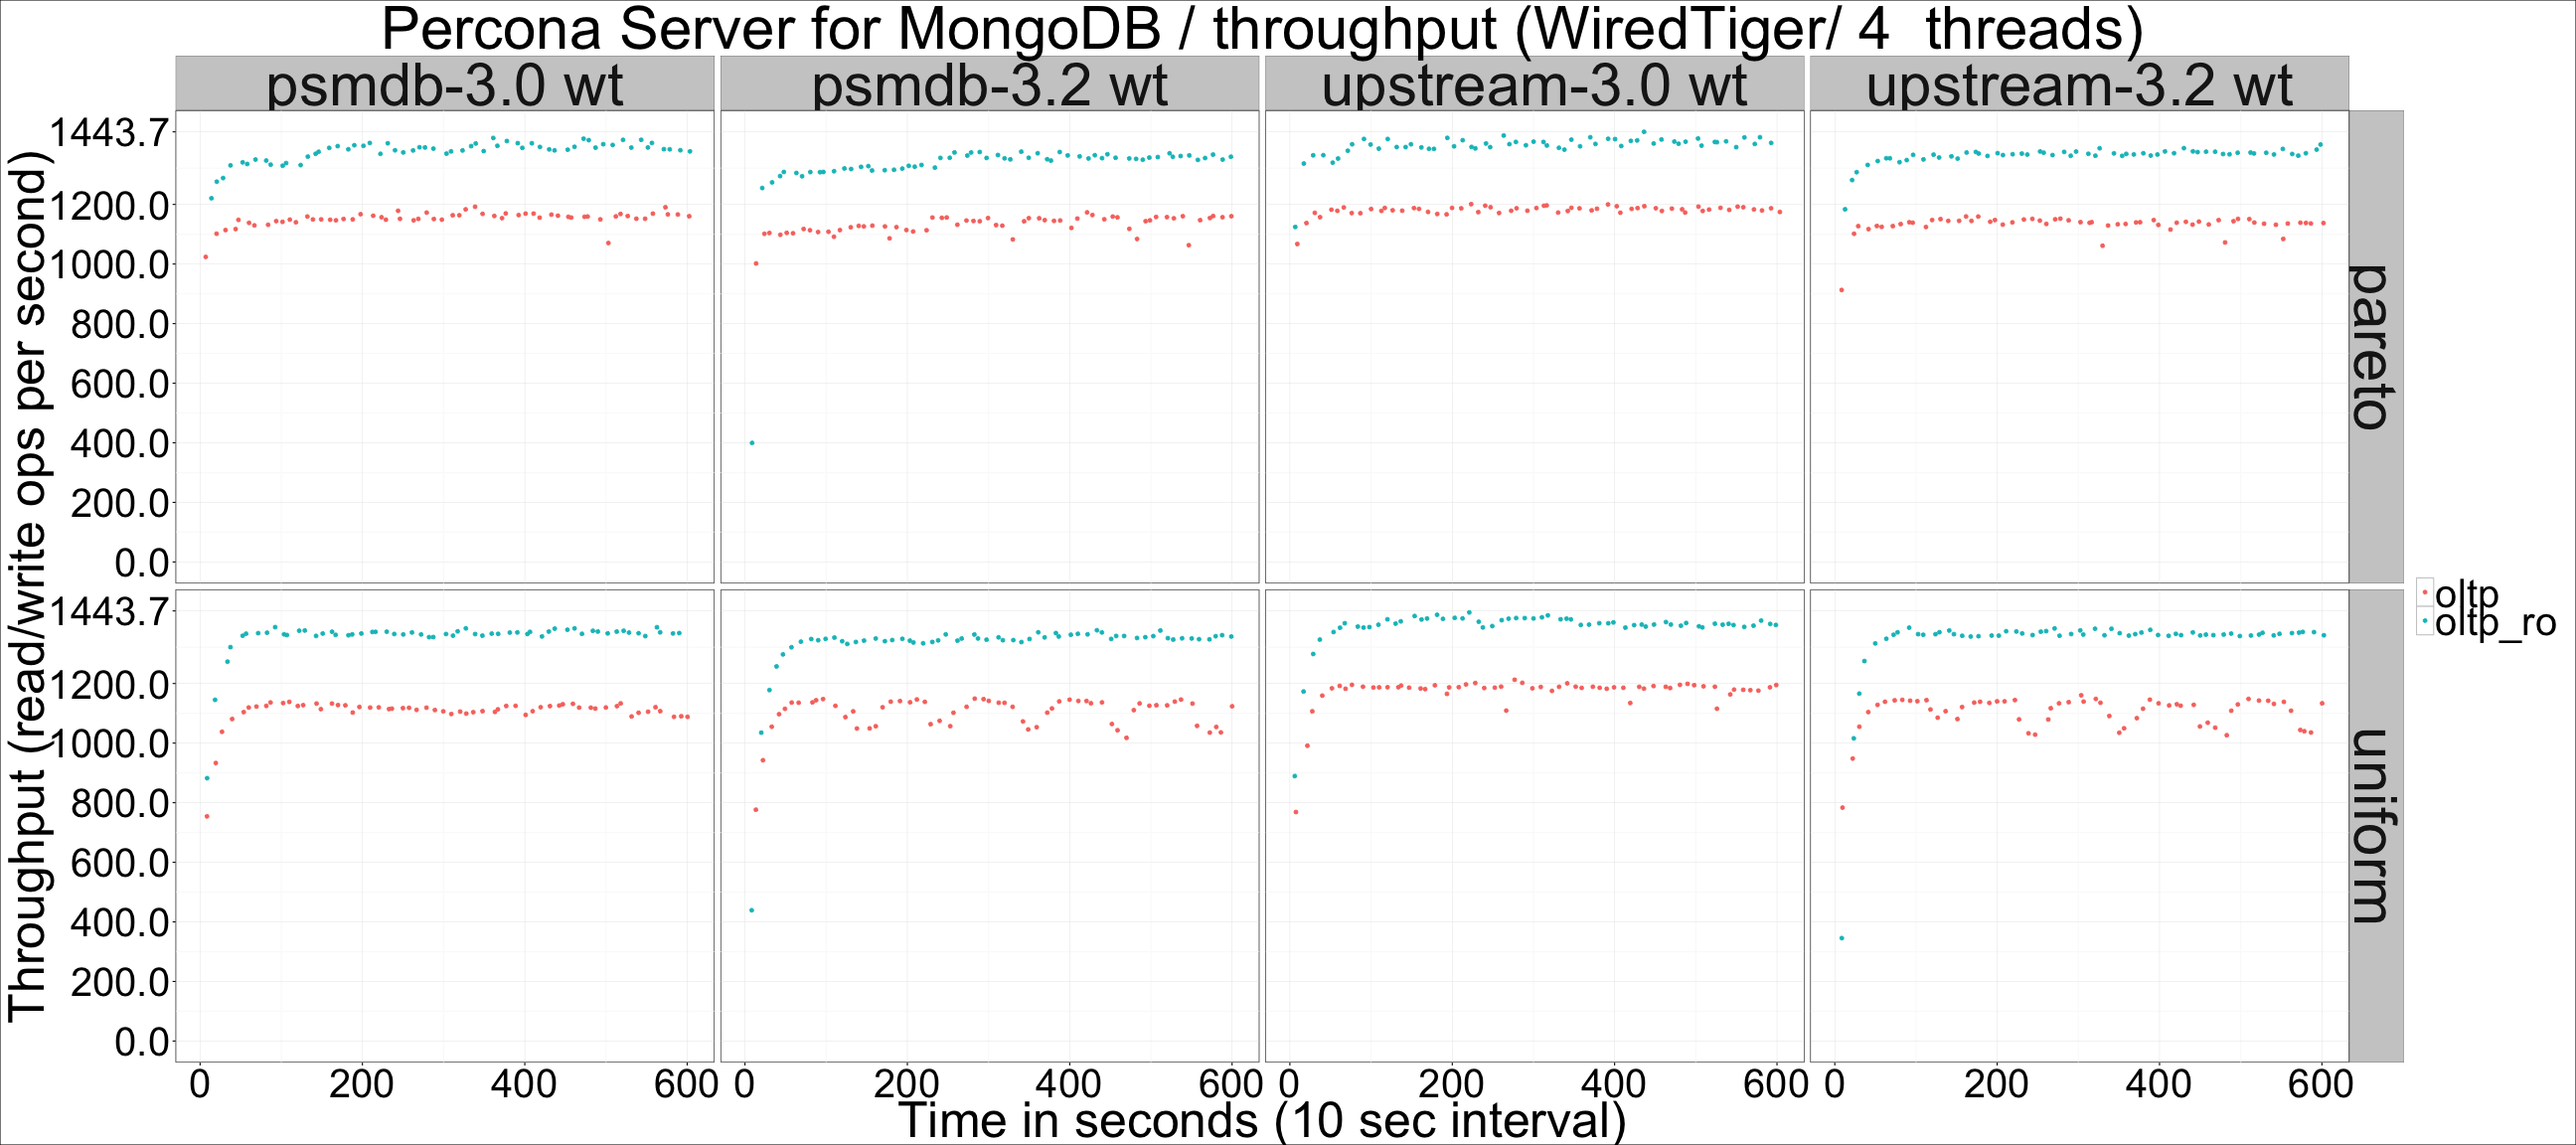 Percona Server for MongoDB / throughput (WiredTiger/ 4  threads)
psmdb-3.0 wt
psmdb-3.2 wt
upstream-3.0 wt
upstream-3.2 wt
Throughput (read/write ops per second)
1443.7
1200.0
1000.0
800.0
600.0
400.0
200.0
0.0
pareto
1443.7
1200.0
1000.0
800.0
600.0
400.0
200.0
0.0
uniform
oltp
oltp_ro
0 200 400 600
0 200 400 600
0 200 400 600
0 200 400 600
Time in seconds (10 sec interval)